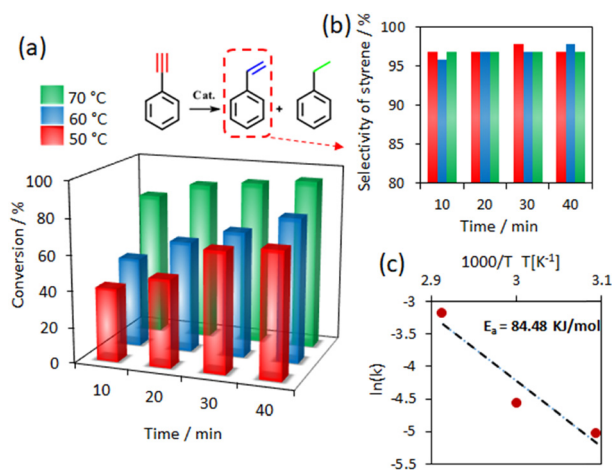 (a)
Cat.
+
70 °C
60 °C
50 °C
Conversion / %
100
80
60
40
20
0
10
20
30
40
Time / min
(b)
Selectivity of styrene
100
95
90
85
80
10
20
30
40
Time / min
(c)
1000/T T[K-1]
2.9
3
3.1
ln(k)
-3
-3.5
-4
-4.5
-5
-5.5
Ea = 84.48 KJ/mol